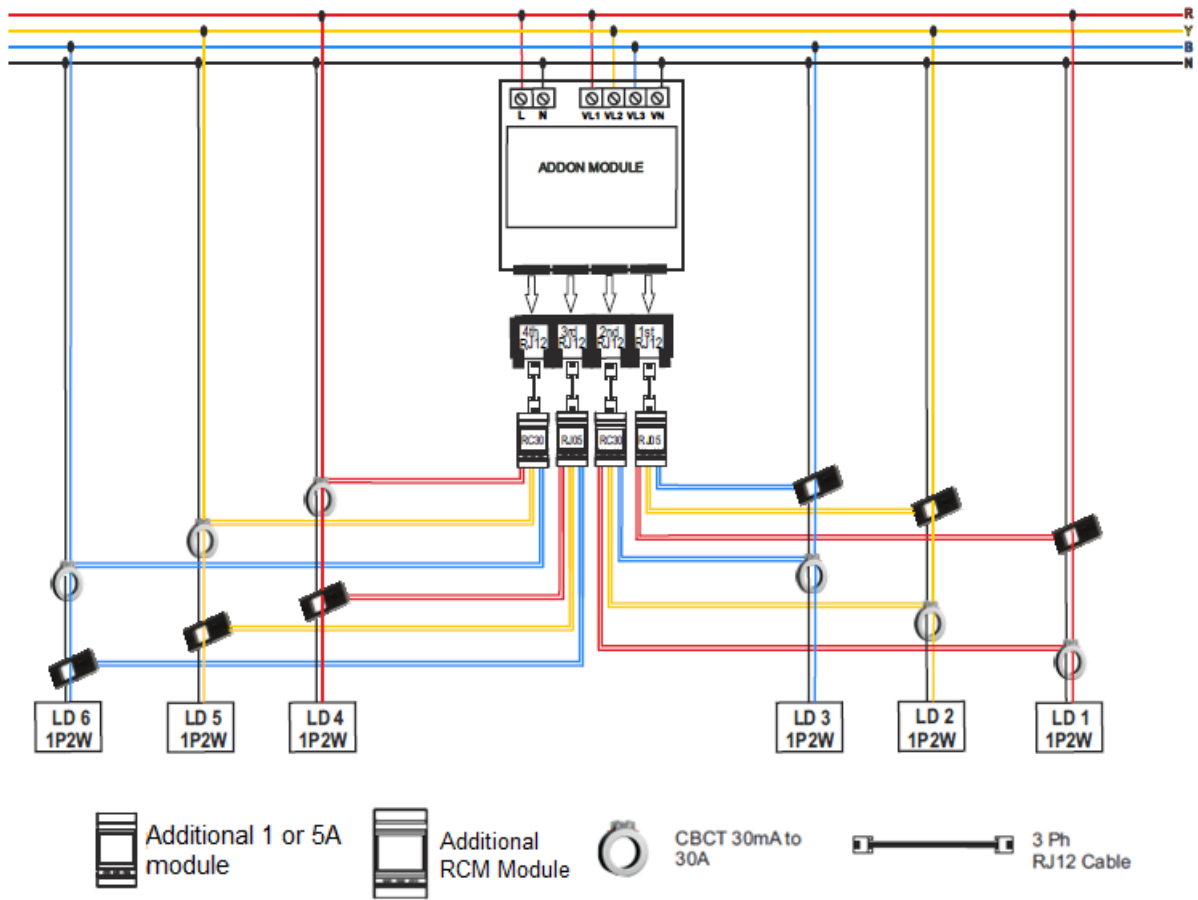 R
Y
B
N
L N VL1 VL2 VL3 VN
ADDON MODULE
4th 3rd 2nd 1st
RJ12 RJ12 RJ12 RJ12
RC30 RJ05 RC30 RJ05
LD 6 LD 5 LD 4 LD 3 LD 2 LD 1
1P2W 1P2W 1P2W 1P2W 1P2W 1P2W
Additional 1 or 5A
module
Additional
RCM Module
CBCT 30mA to
30A
3 Ph
RJ12 Cable